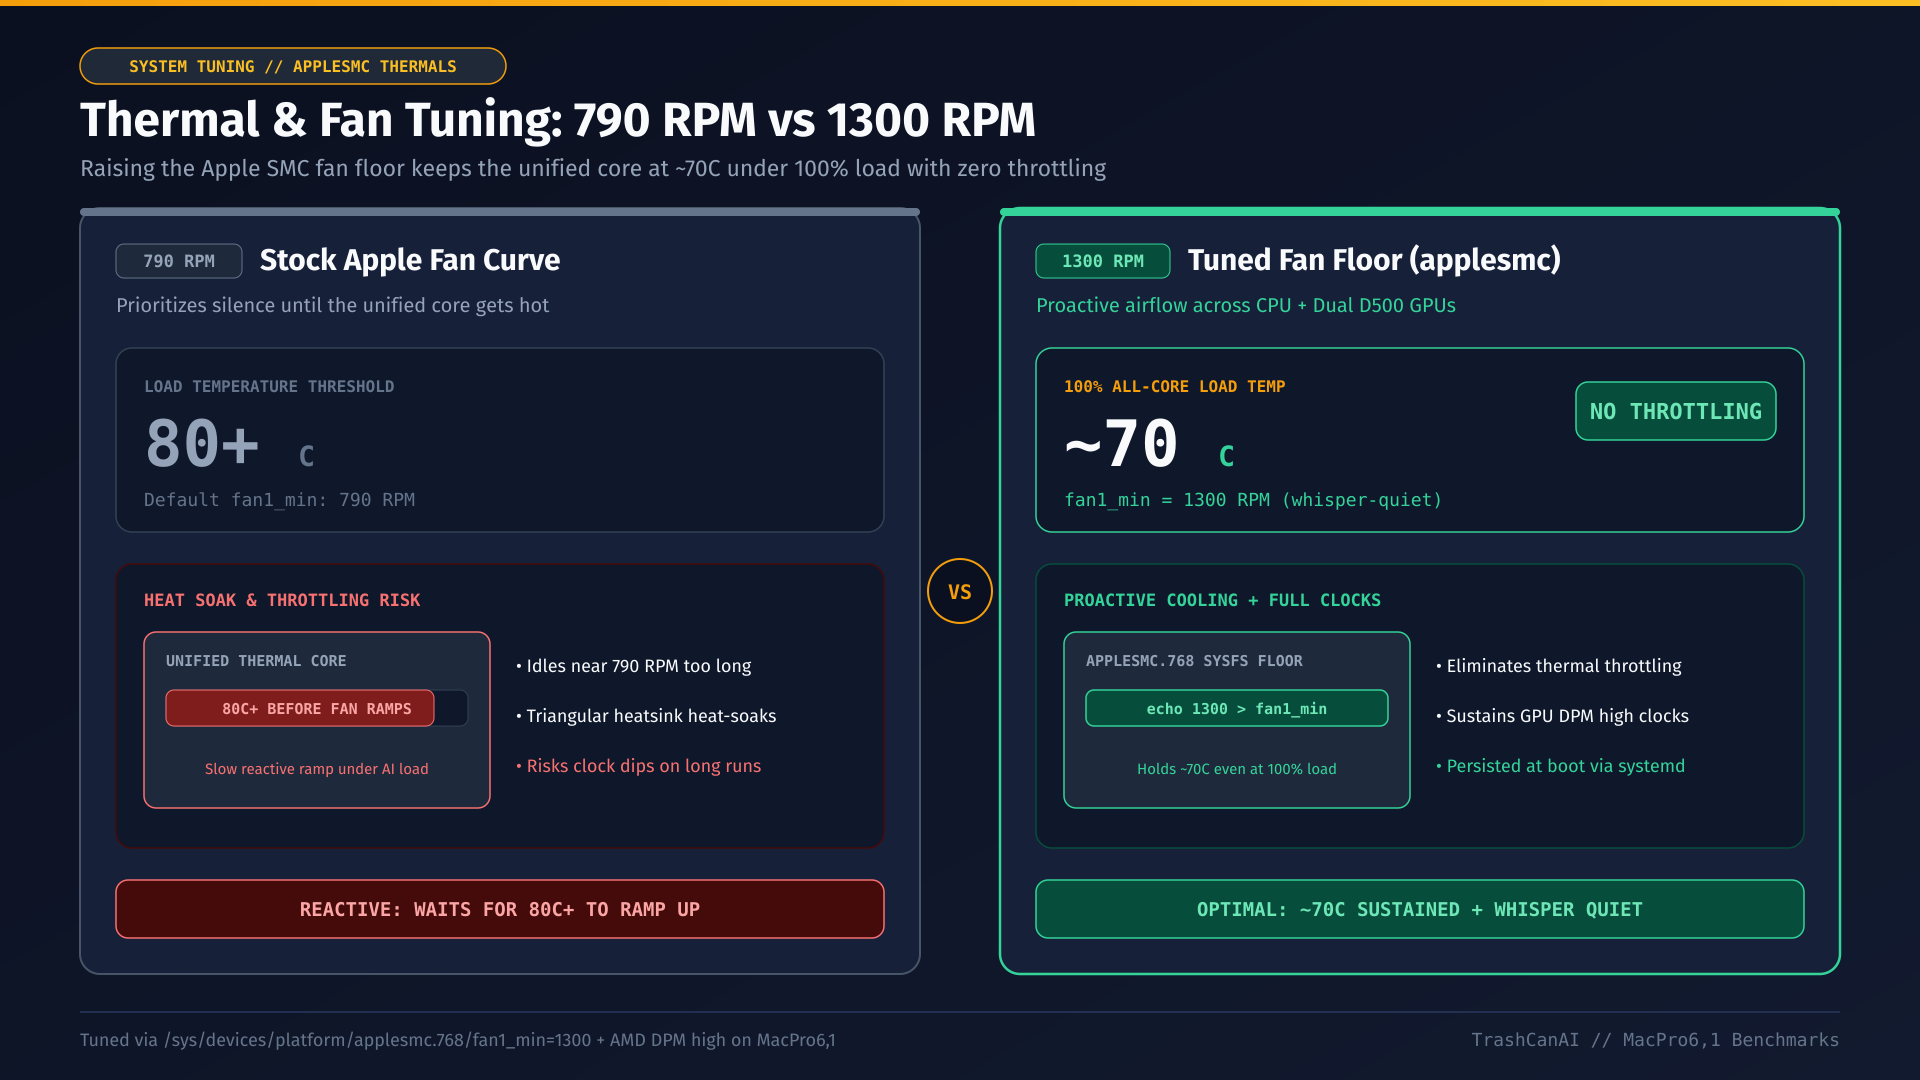 SYSTEM TUNING // APPLESMC THERMALS
Thermal & Fan Tuning: 790 RPM vs 1300 RPM
Raising the Apple SMC fan floor keeps the unified core at ~70C under 100% load with zero throttling
790 RPM
Stock Apple Fan Curve
Prioritizes silence until the unified core gets hot
LOAD TEMPERATURE THRESHOLD
80+ C
Default fan1_min: 790 RPM
HEAT SOAK & THROTTLING RISK
UNIFIED THERMAL CORE
80C+ BEFORE FAN RAMPS
Slow reactive ramp under AI load
• Idles near 790 RPM too long
• Triangular heatsink heat-soaks
• Risks clock dips on long runs
REACTIVE: WAITS FOR 80C+ TO RAMP UP
VS
1300 RPM
Tuned Fan Floor (applesmc)
Proactive airflow across CPU + Dual D500 GPUs
100% ALL-CORE LOAD TEMP
~70 C
fan1_min = 1300 RPM (whisper-quiet)
NO THROTTLING
PROACTIVE COOLING + FULL CLOCKS
APPLESMC.768 SYSFS FLOOR
echo 1300 > fan1_min
Holds ~70C even at 100% load
• Eliminates thermal throttling
• Sustains GPU DPM high clocks
• Persisted at boot via systemd
OPTIMAL: ~70C SUSTAINED + WHISPER QUIET
Tuned via /sys/devices/platform/applesmc.768/fan1_min=1300 + AMD DPM high on MacPro6,1
TrashCanAI // MacPro6,1 Benchmarks